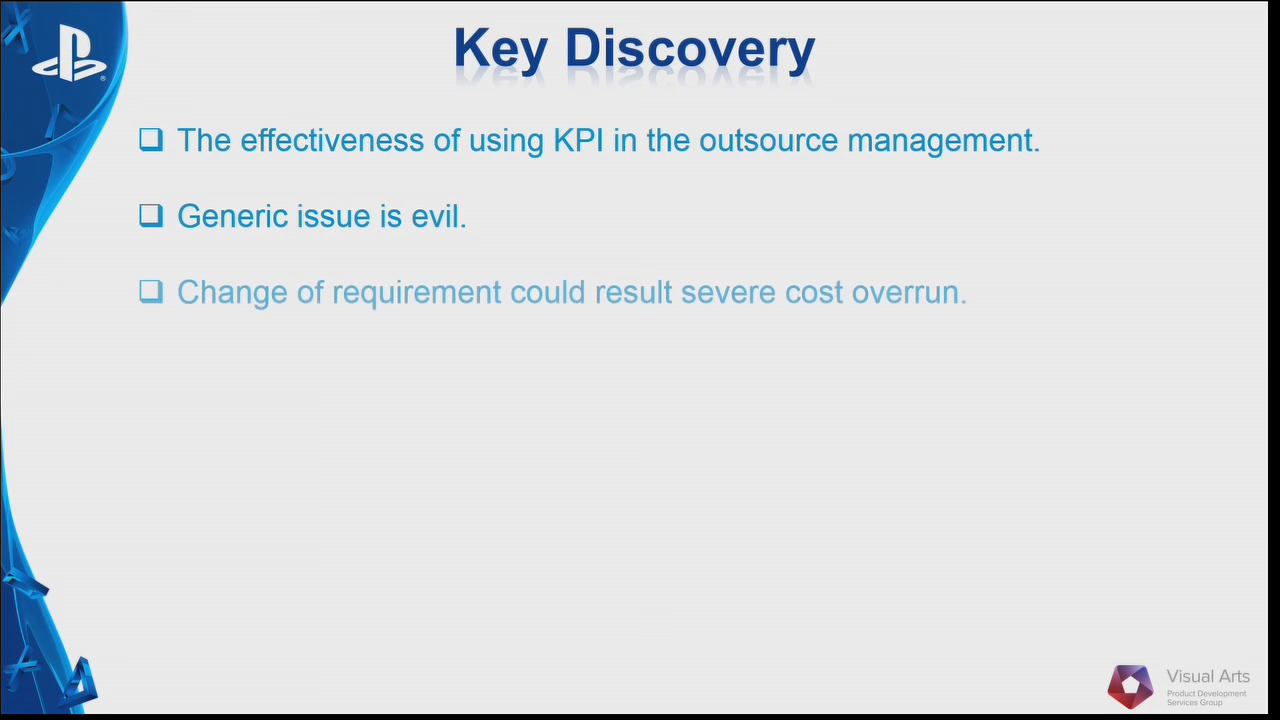 Key Discovery
The effectiveness of using KPI in the outsource management.
Generic issue is evil.
Change of requirement could result severe cost overrun.
Visual Arts
Product Development
Services Group